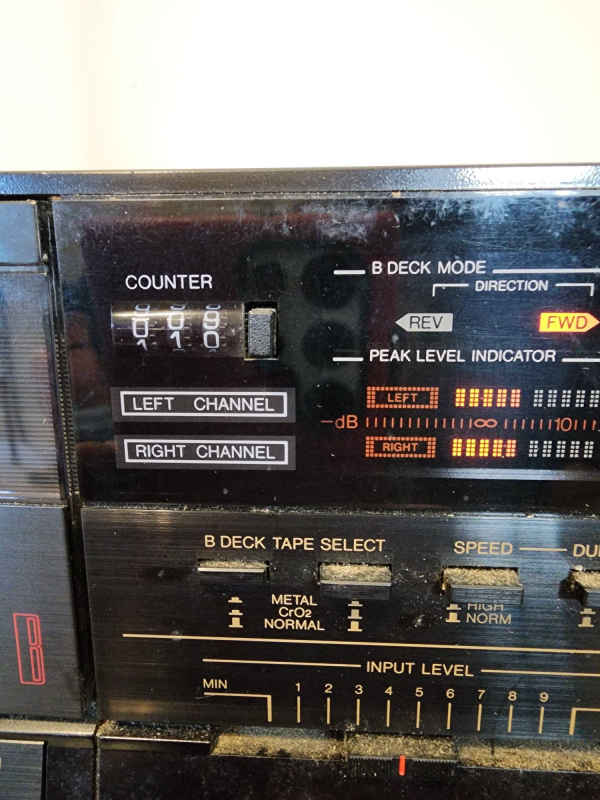 COUNTER
B DECK MODE
DIRECTION
REV FWD
PEAK LEVEL INDICATOR
LEFT CHANNEL
LEFT
-dB ∞ 10
RIGHT CHANNEL
RIGHT
B DECK TAPE SELECT
SPEED
METAL
CrO2
NORMAL
HIGH
NORM
B
INPUT LEVEL
MIN
1 2 3 4 5 6 7 8 9